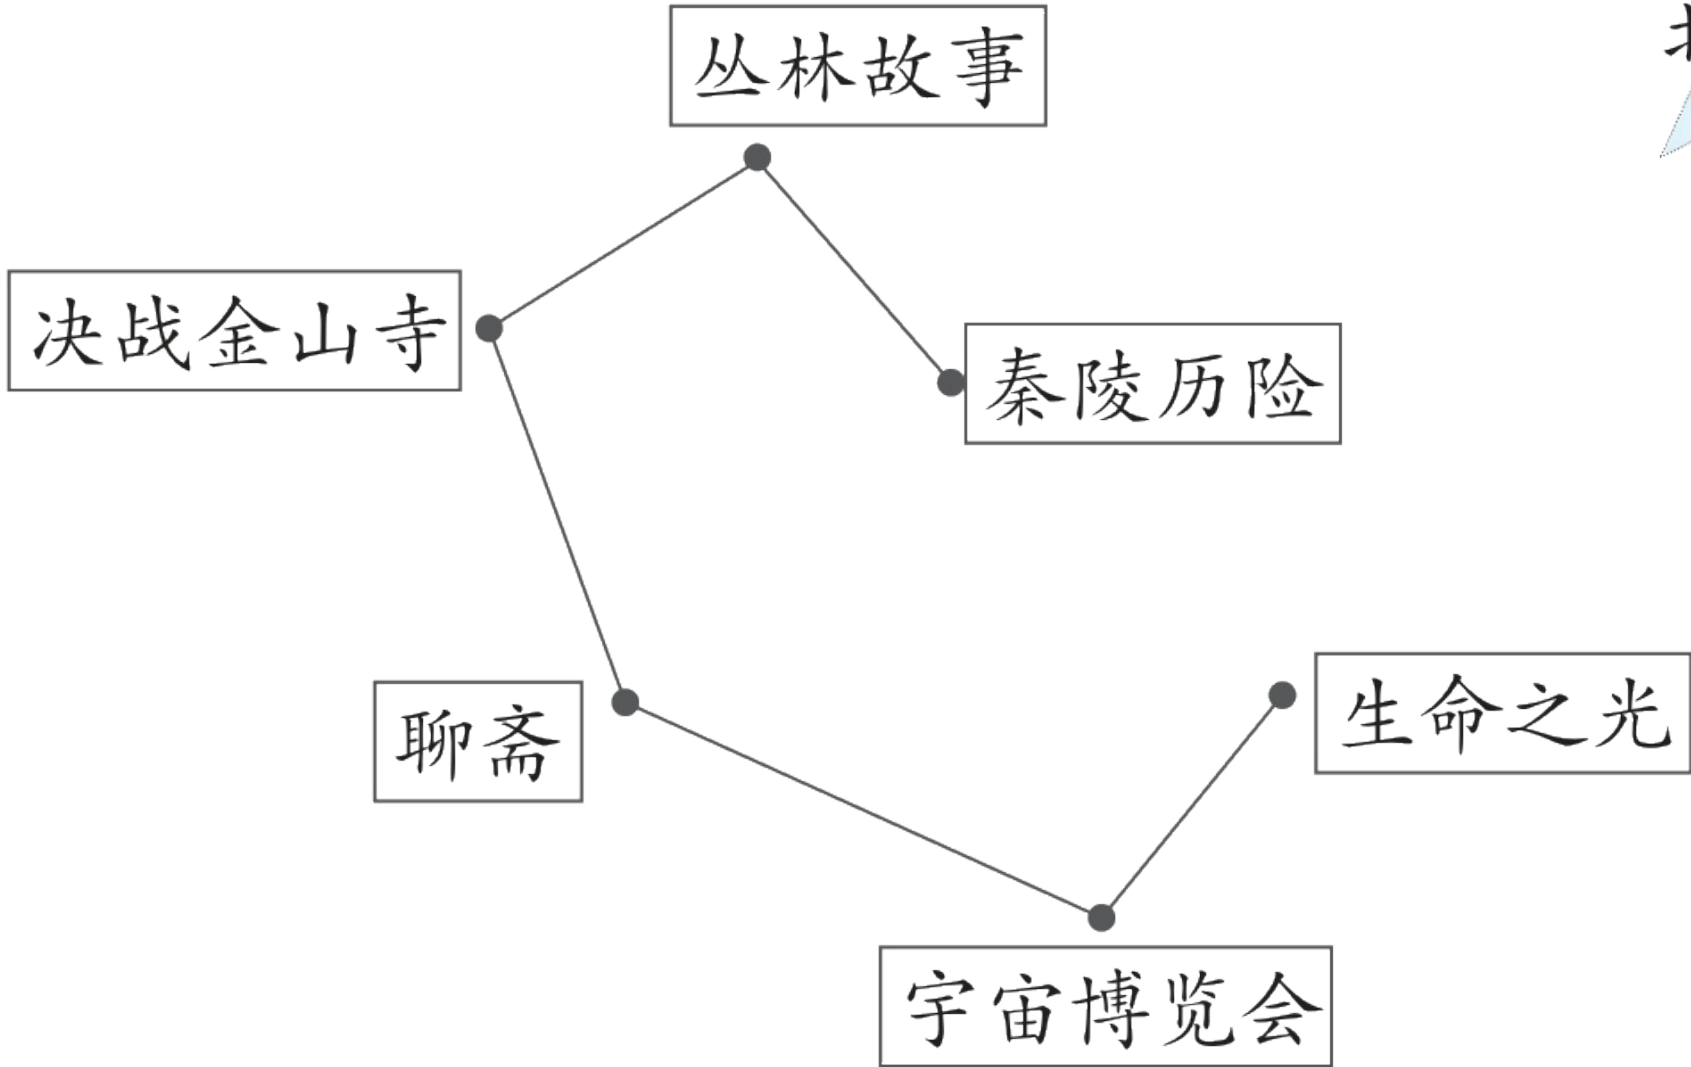 丛林故事
决战金山寺
秦陵历险
聊斋
生命之光
宇宙博览会